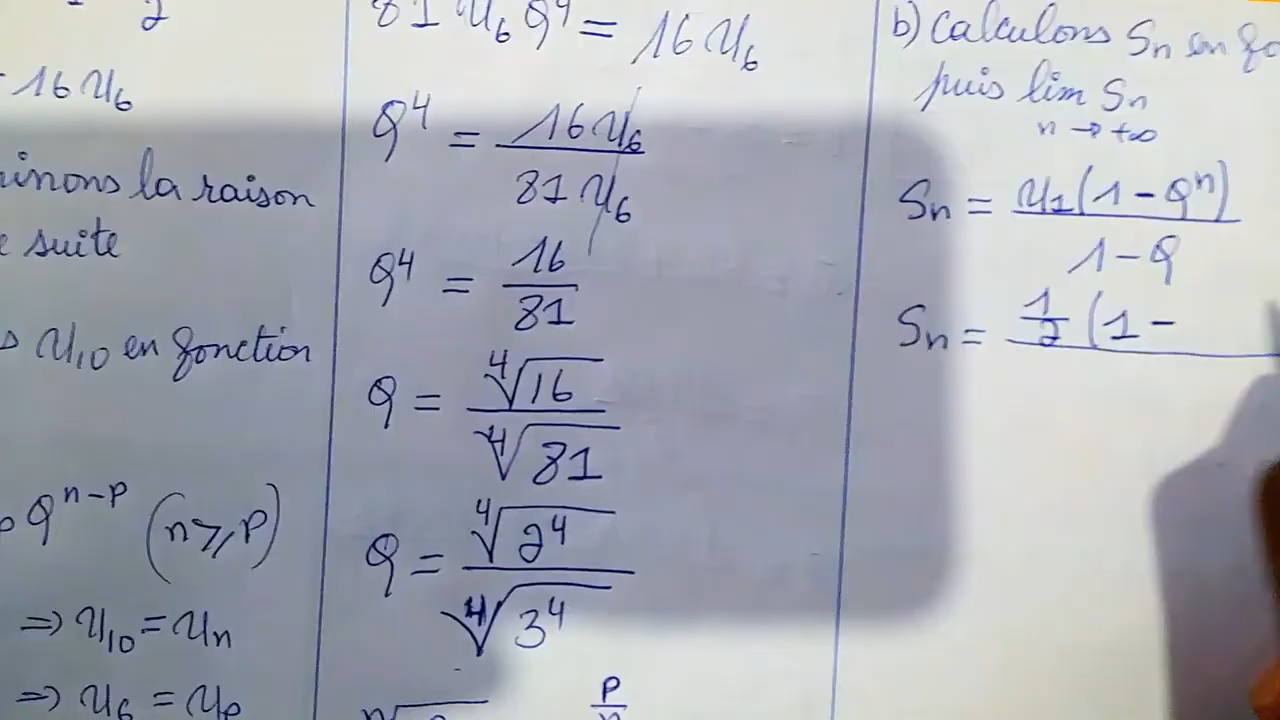 2
= 16 U₆
inons la raison
e suite
U₁₀ en fonction
Q^{n-p} (n ≥ p)
⇒ U₁₀ = Uₙ
⇒ U₆ = Uₚ
81 U₆ Q⁴ = 16 U₆
Q⁴ = 16 U₆ / 81 U₆
Q⁴ = 16 / 81
Q = ⁴√16 / ⁴√81
Q = ⁴√2⁴ / ⁴√3⁴
p
b) Calculons Sₙ en fo
puis lim Sₙ
n → +∞
Sₙ = U₁(1 - Qⁿ) / 1 - Q
Sₙ = 1/2 (1 -